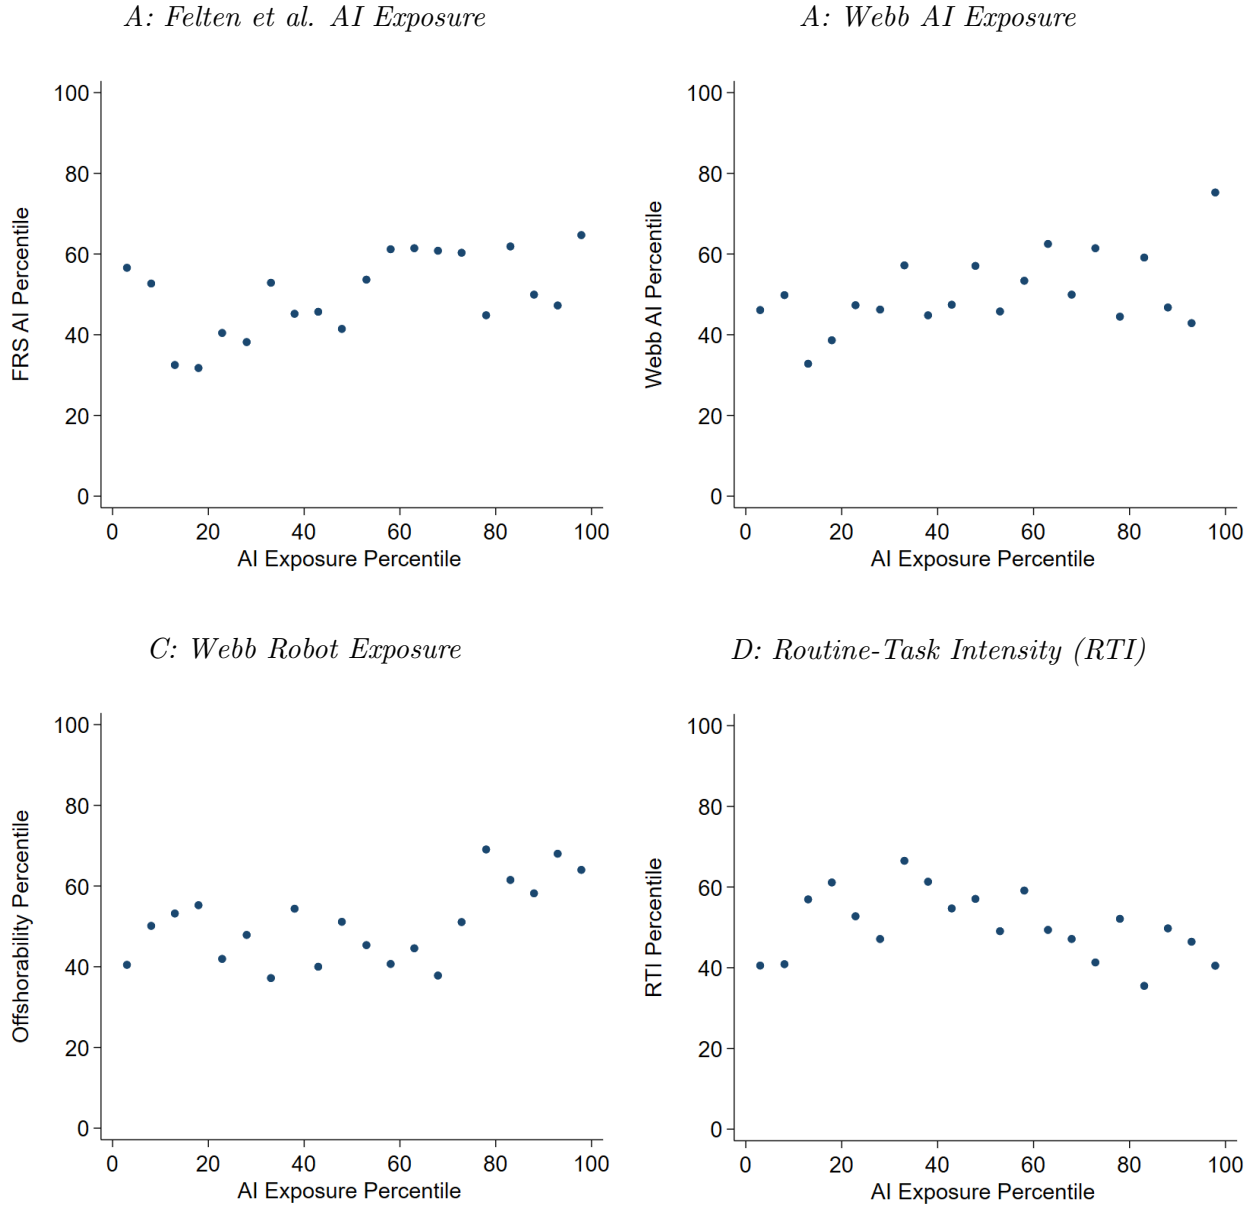 A: Felten et al. AI Exposure
100
80
60
40
20
0
FRS AI Percentile
0 20 40 60 80 100
AI Exposure Percentile
A: Webb AI Exposure
100
80
60
40
20
0
Webb AI Percentile
0 20 40 60 80 100
AI Exposure Percentile
C: Webb Robot Exposure
100
80
60
40
20
0
Offshorability Percentile
0 20 40 60 80 100
AI Exposure Percentile
D: Routine-Task Intensity (RTI)
100
80
60
40
20
0
RTI Percentile
0 20 40 60 80 100
AI Exposure Percentile